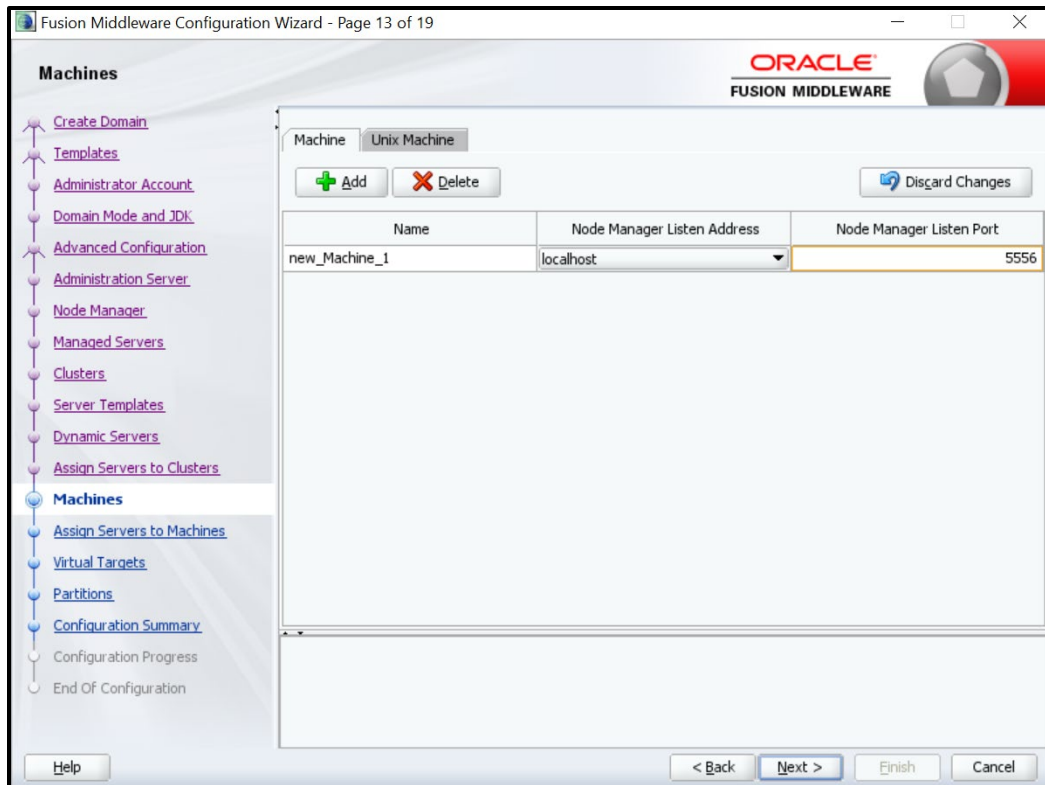 Fusion Middleware Configuration Wizard - Page 13 of 19
Machines
ORACLE
FUSION MIDDLEWARE
Create Domain
Templates
Administrator Account
Domain Mode and JDK
Advanced Configuration
Administration Server
Node Manager
Managed Servers
Clusters
Server Templates
Dynamic Servers
Assign Servers to Clusters
Machines
Assign Servers to Machines
Virtual Targets
Partitions
Configuration Summary
Configuration Progress
End Of Configuration
Machine Unix Machine
Add Delete Discard Changes
Name Node Manager Listen Address Node Manager Listen Port
new_Machine_1 localhost 5556
Help < Back Next > Finish Cancel